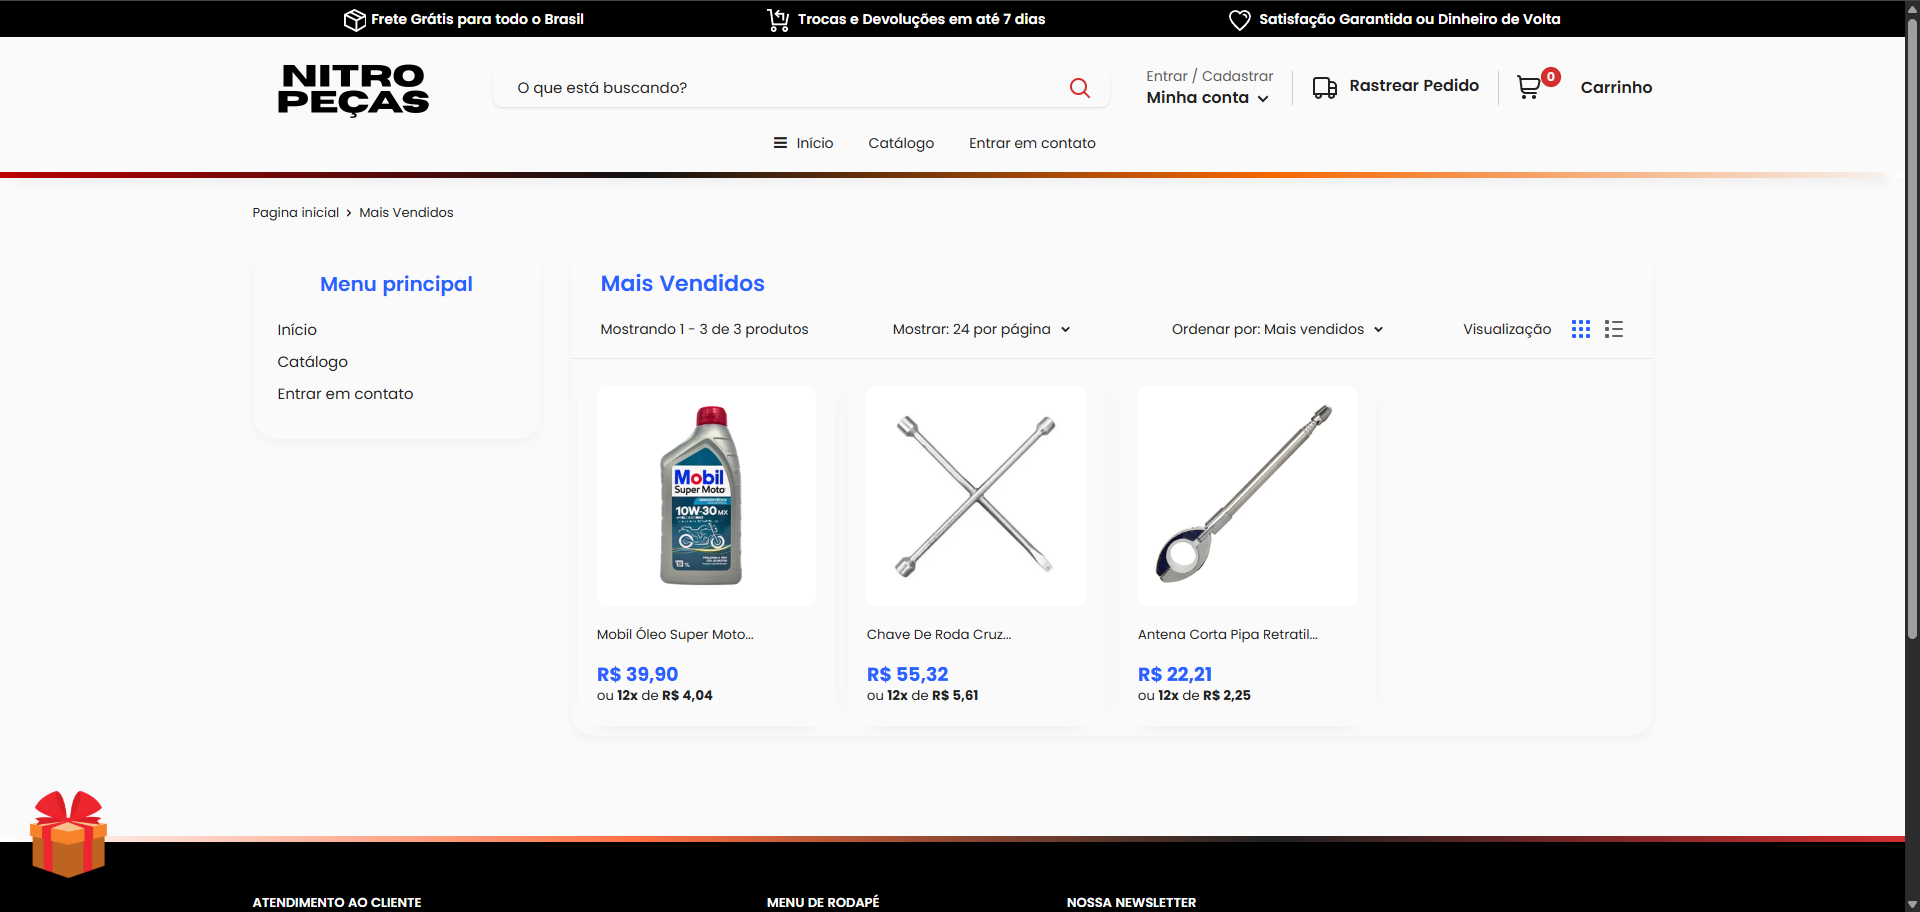 Frete Grátis para todo o Brasil
Trocas e Devoluções em até 7 dias
Satisfação Garantida ou Dinheiro de Volta
NITRO
PEÇAS
O que está buscando?
Entrar / Cadastrar
Minha conta
Rastrear Pedido
0
Carrinho
Início
Catálogo
Entrar em contato
Pagina inicial
Mais Vendidos
Menu principal
Início
Catálogo
Entrar em contato
Mais Vendidos
Mostrando 1 - 3 de 3 produtos
Mostrar: 24 por página
Ordenar por: Mais vendidos
Visualização
Mobil
Super Moto
10W-30 MX
1L
Mobil Óleo Super Moto...
R$ 39,90
ou 12x de R$ 4,04
Chave De Roda Cruz...
R$ 55,32
ou 12x de R$ 5,61
Antena Corta Pipa Retratil...
R$ 22,21
ou 12x de R$ 2,25
ATENDIMENTO AO CLIENTE
MENU DE RODAPÉ
NOSSA NEWSLETTER